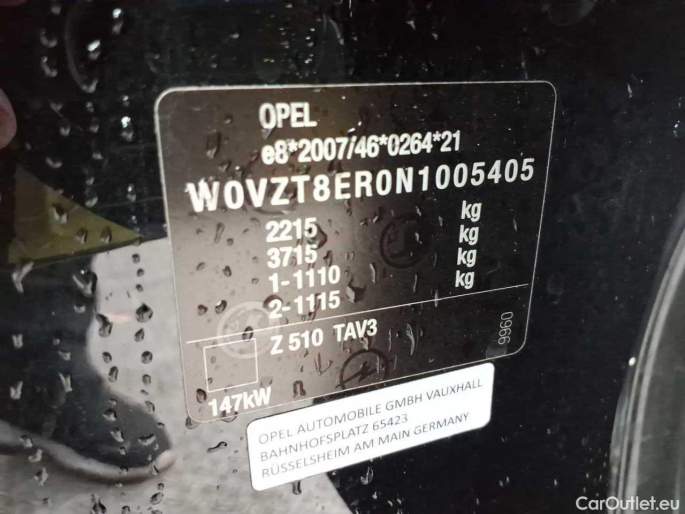 OPEL
e8*2007/46*0264*21
W0VZT8ER0N1005405
2215 kg
3715 kg
1-1110 kg
2-1115
Z 510 TAV3
9960
147kW
OPEL AUTOMOBILE GMBH VAUXHALL
BAHNHOFSPLATZ 65423
RÜSSELSHEIM AM MAIN GERMANY
CarOutlet.eu